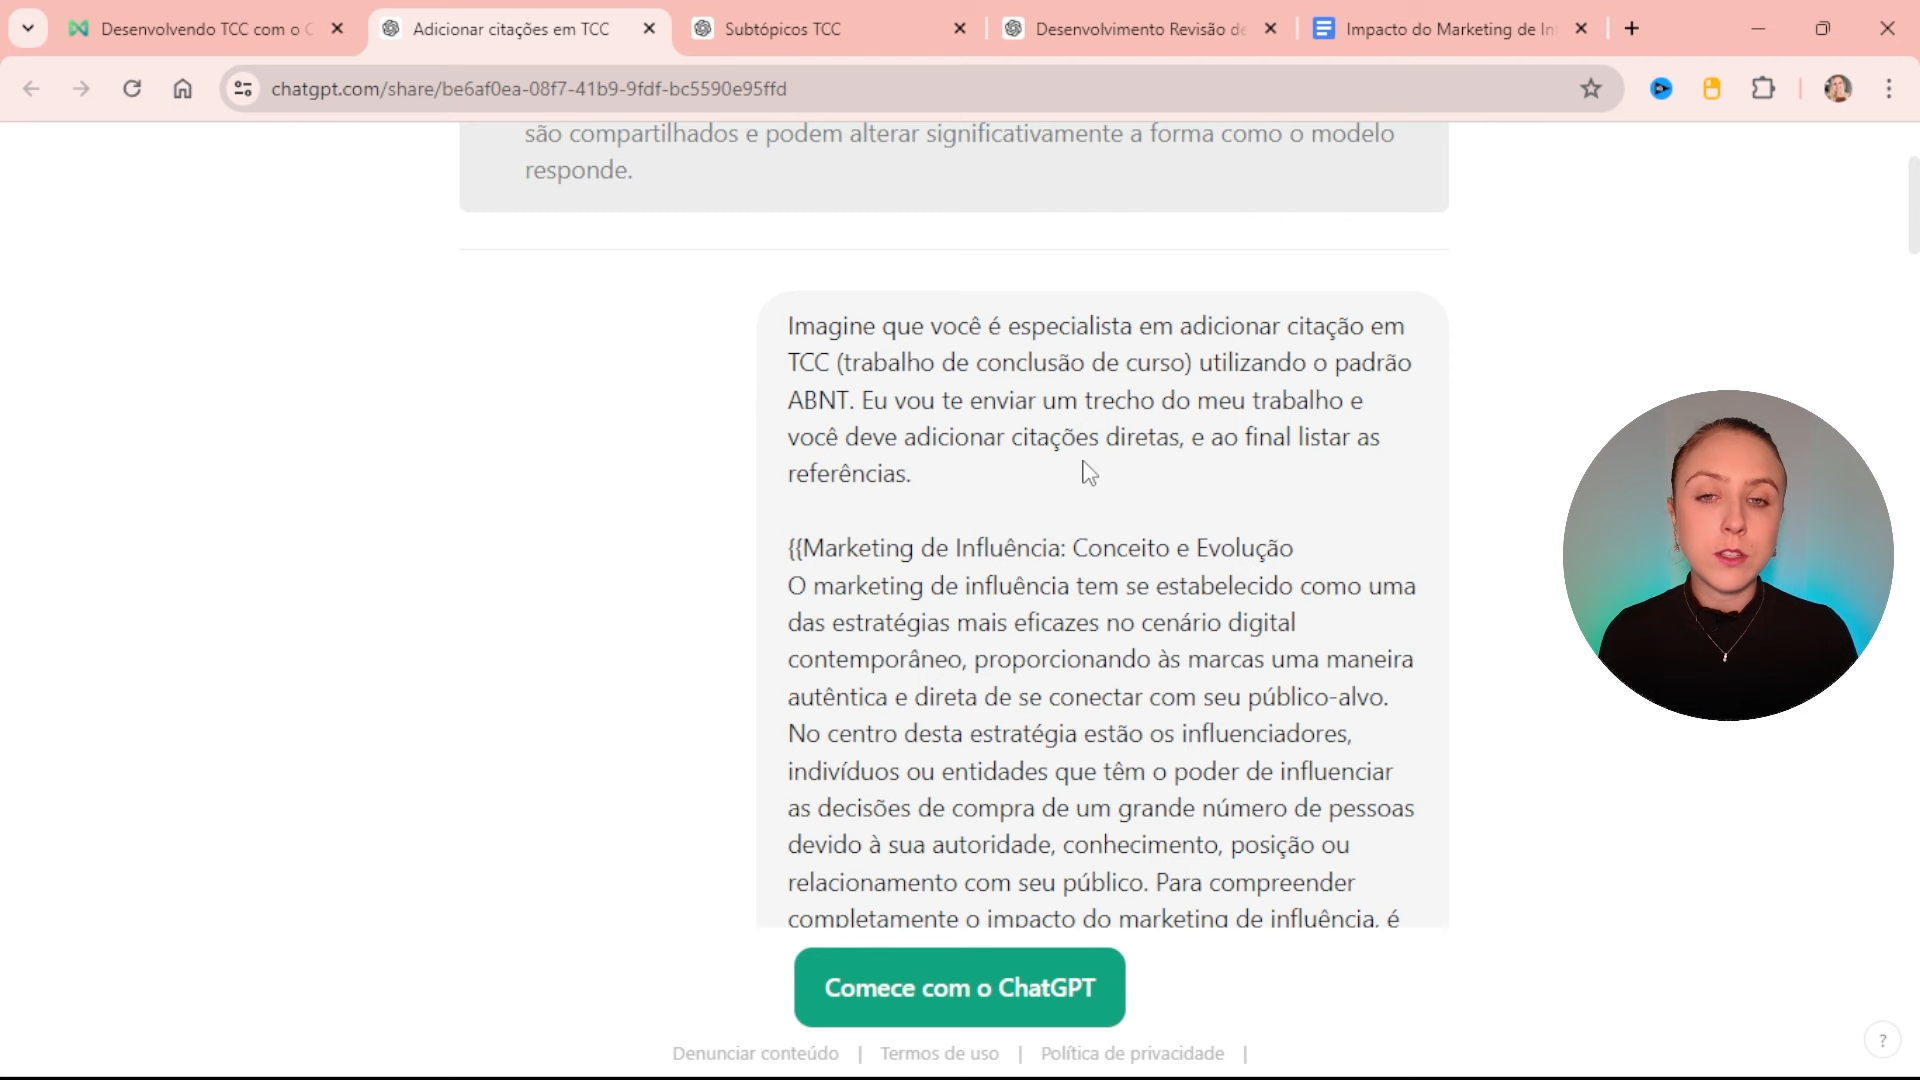 Desenvolvendo TCC com o C
Adicionar citações em TCC
Subtópicos TCC
Desenvolvimento Revisão de
Impacto do Marketing de In
chatgpt.com/share/be6af0ea-08f7-41b9-9fdf-bc5590e95ffd
são compartilhados e podem alterar significativamente a forma como o modelo
responde.
Imagine que você é especialista em adicionar citação em
TCC (trabalho de conclusão de curso) utilizando o padrão
ABNT. Eu vou te enviar um trecho do meu trabalho e
você deve adicionar citações diretas, e ao final listar as
referências.
{{Marketing de Influência: Conceito e Evolução
O marketing de influência tem se estabelecido como uma
das estratégias mais eficazes no cenário digital
contemporâneo, proporcionando às marcas uma maneira
autêntica e direta de se conectar com seu público-alvo.
No centro desta estratégia estão os influenciadores,
indivíduos ou entidades que têm o poder de influenciar
as decisões de compra de um grande número de pessoas
devido à sua autoridade, conhecimento, posição ou
relacionamento com seu público. Para compreender
completamente o impacto do marketing de influência, é
Comece com o ChatGPT
Denunciar conteúdo | Termos de uso | Política de privacidade |
?